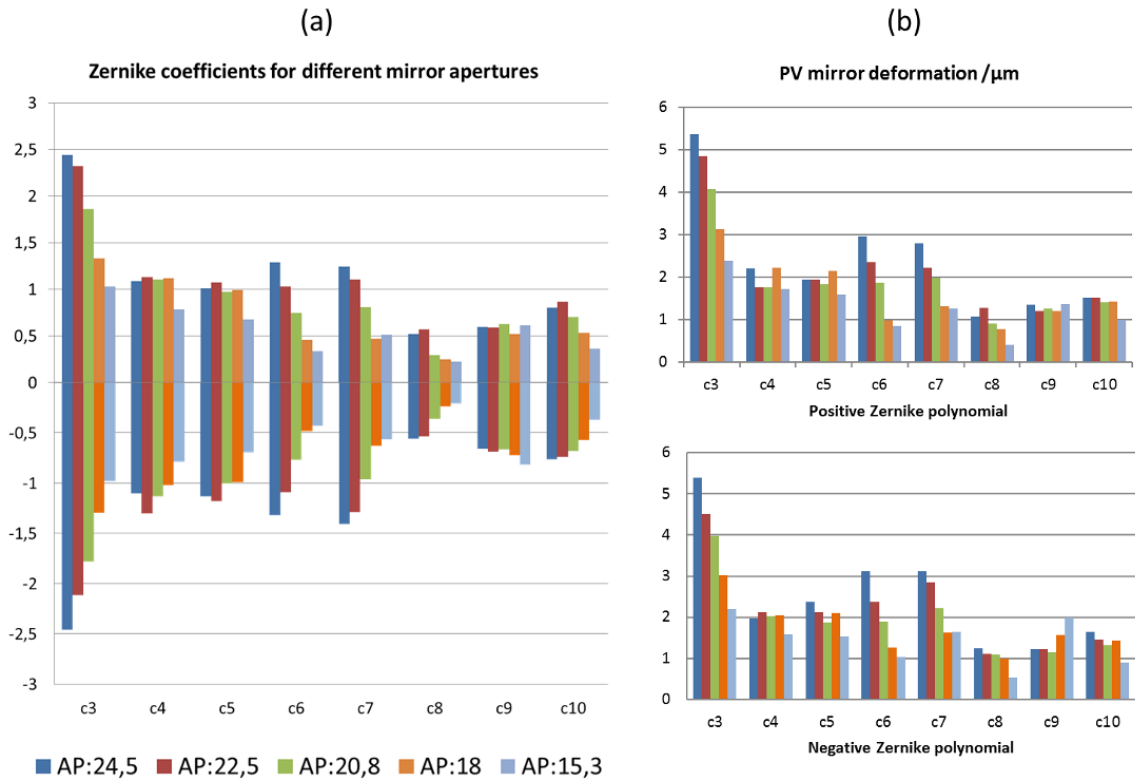 (a)
Zernike coefficients for different mirror apertures
3
2,5
2
1,5
1
0,5
0
-0,5
-1
-1,5
-2
-2,5
-3
c3 c4 c5 c6 c7 c8 c9 c10
AP:24,5 AP:22,5 AP:20,8 AP:18 AP:15,3
(b)
PV mirror deformation /µm
6
5
4
3
2
1
0
c3 c4 c5 c6 c7 c8 c9 c10
Positive Zernike polynomial
6
5
4
3
2
1
0
c3 c4 c5 c6 c7 c8 c9 c10
Negative Zernike polynomial